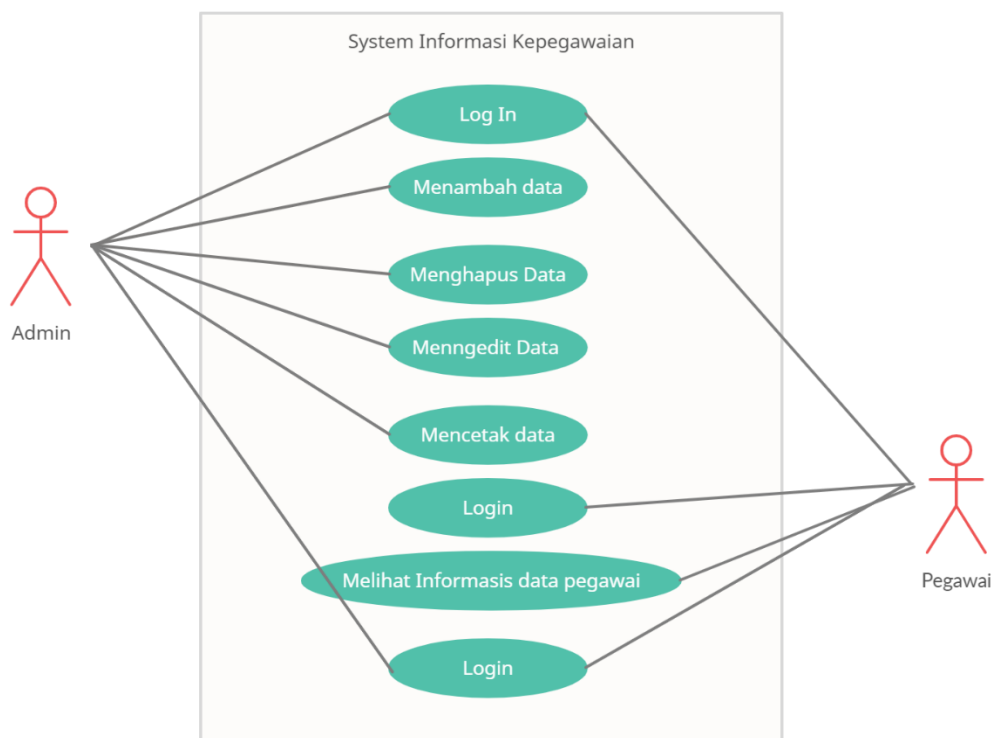 System Informasi Kepegawaian
Log In
Menambah data
Menghapus Data
Menngedit Data
Mencetak data
Login
Melihat Informasis data pegawai
Login
Admin
Pegawai